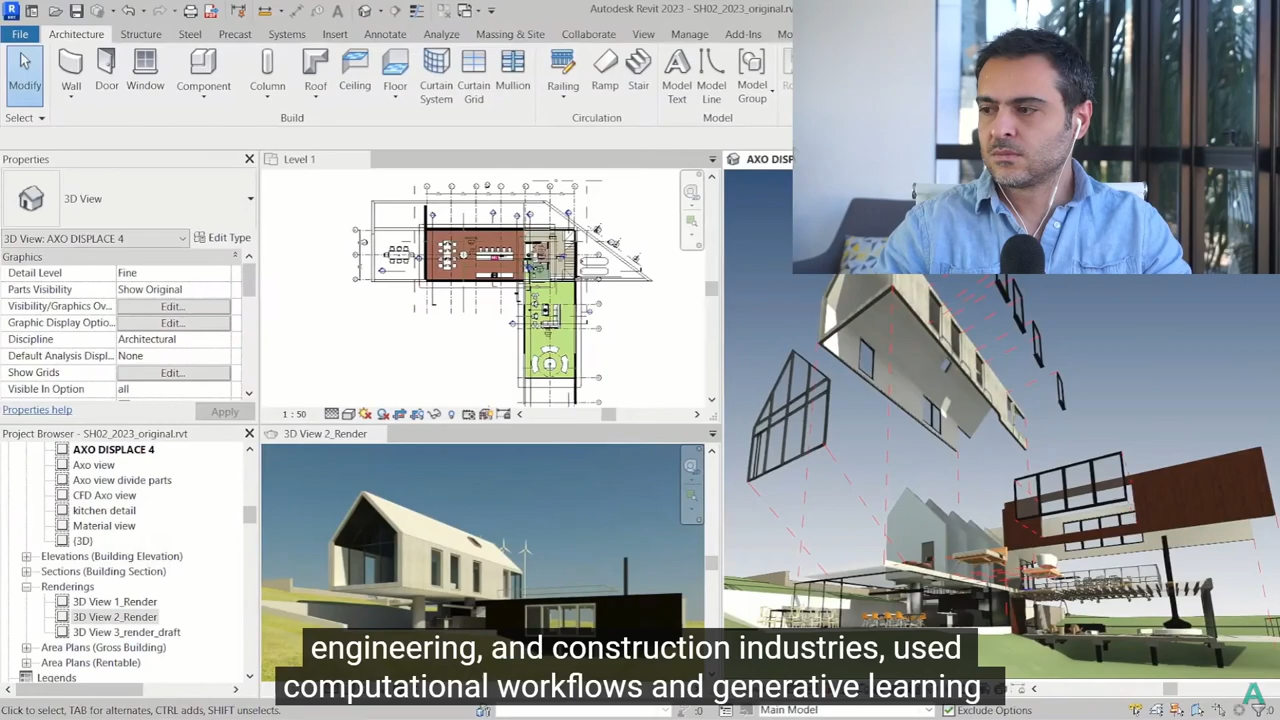 Autodesk Revit 2023 - SH02_2023_original.rv
File Architecture Structure Steel Precast Systems Insert Annotate Analyze Massing & Site Collaborate View Manage Add-Ins Mo
Modify Wall Door Window Component Column Roof Ceiling Floor Curtain System Curtain Grid Mullion Railing Ramp Stair Model Text Model Line Model Group
Select Build Circulation Model
Properties
3D View
3D View: AXO DISPLACE 4 Edit Type
Graphics
Detail Level Fine
Parts Visibility Show Original
Visibility/Graphics Ov... Edit...
Graphic Display Optio... Edit...
Discipline Architectural
Default Analysis Displ... None
Show Grids Edit...
Visible In Option all
Properties help Apply
Project Browser - SH02_2023_original.rvt
AXO DISPLACE 4
Axo view
Axo view divide parts
CFD Axo view
kitchen detail
Material view
{3D}
Elevations (Building Elevation)
Sections (Building Section)
Renderings
3D View 1_Render
3D View 2_Render
3D View 3_render_draft
Area Plans (Gross Building)
Area Plans (Rentable)
Legends
Level 1
1 : 50
3D View 2_Render
AXO DISP
engineering, and construction industries, used
computational workflows and generative learning
Click to select, TAB for alternates, CTRL adds, SHIFT unselects. :0 Main Model Exclude Options :0